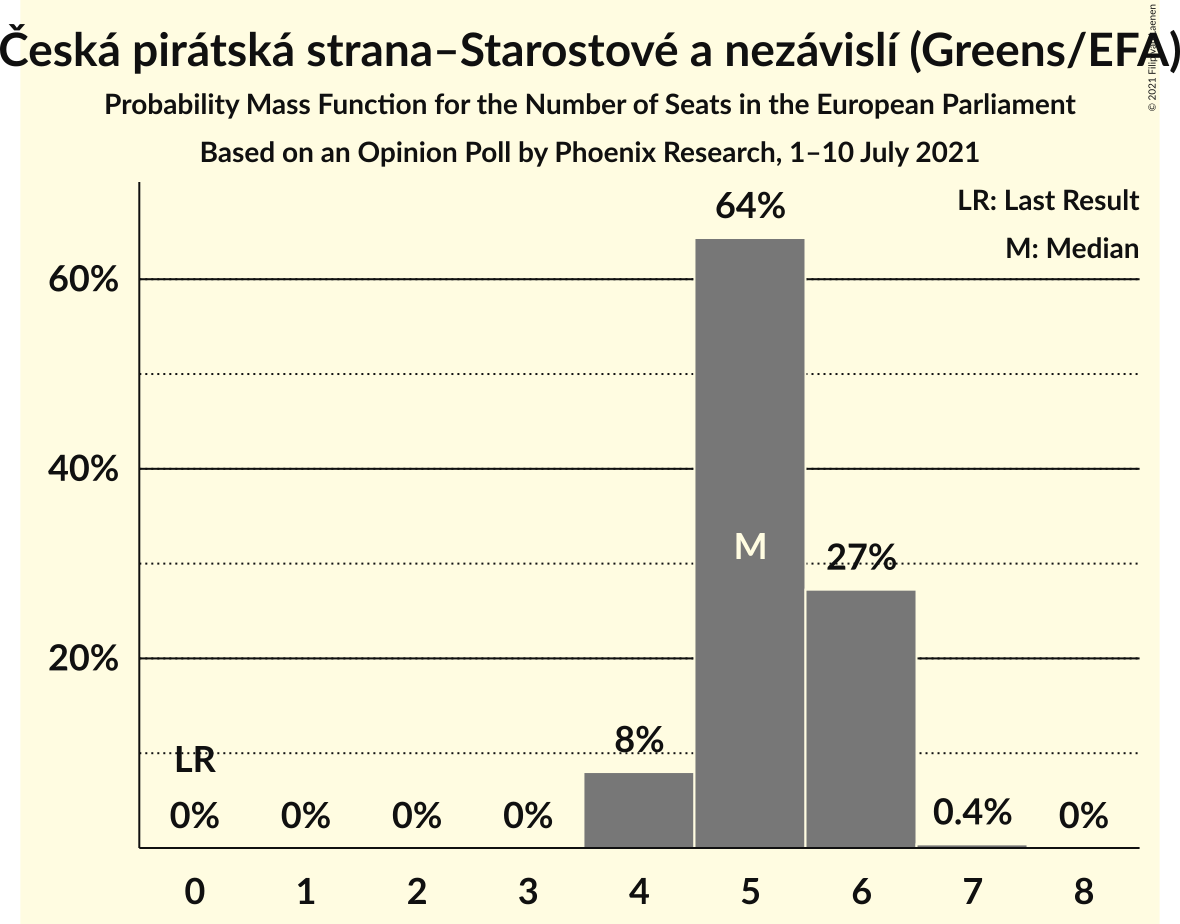 Česká pirátská strana–Starostové a nezávislí (Greens/EFA)
Probability Mass Function for the Number of Seats in the European Parliament
Based on an Opinion Poll by Phoenix Research, 1–10 July 2021
© 2021 Filip
LR: Last Result
M: Median
64%
60%
40%
M
27%
20%
8%
LR
0% 0% 0% 0% 0.4% 0%
0 1 2 3 4 5 6 7 8